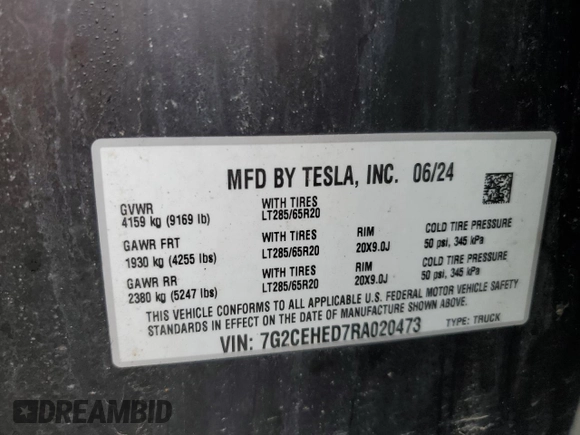 MFD BY TESLA, INC. 06/24
GVWR WITH TIRES
4159 kg (9169 lb) LT285/65R20
GAWR FRT WITH TIRES RIM COLD TIRE PRESSURE
1930 kg (4255 lbs) LT285/65R20 20X9.0J 50 psi, 345 kPa
GAWR RR WITH TIRES RIM COLD TIRE PRESSURE
2380 kg (5247 lbs) LT285/65R20 20X9.0J 50 psi, 345 kPa
THIS VEHICLE CONFORMS TO ALL APPLICABLE U.S. FEDERAL MOTOR VEHICLE SAFETY
STANDARDS IN EFFECT ON THE DATE OF MANUFACTURE SHOWN ABOVE.
VIN: 7G2CEHED7RA020473 TYPE: TRUCK
DREAMBID